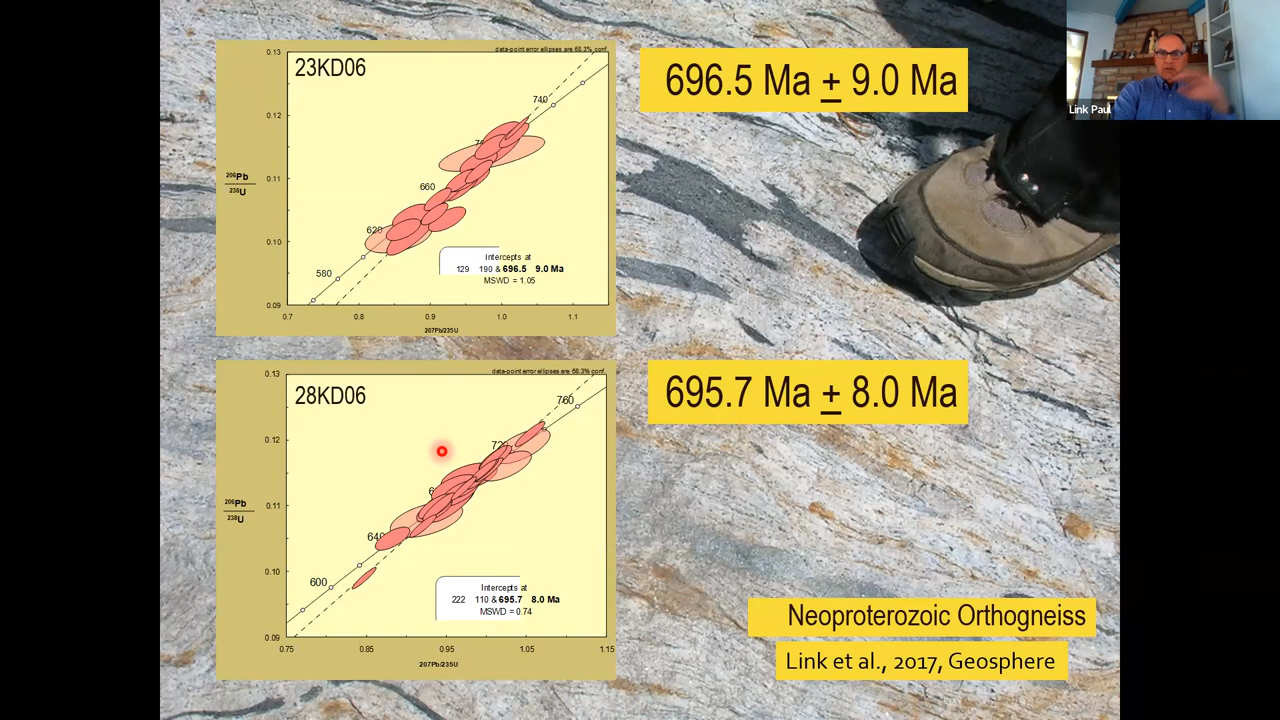 data-point error ellipses are 68.3% conf.
23KD06
0.13
0.12
0.11
0.10
0.09
206Pb
238U
740
660
620
580
Intercepts at
129 190 & 696.5 9.0 Ma
MSWD = 1.05
0.7 0.8 0.9 1.0 1.1
207Pb/235U
696.5 Ma ± 9.0 Ma
Link Paul
data-point error ellipses are 68.3% conf.
28KD06
0.13
0.12
0.11
0.10
0.09
206Pb
238U
760
72
640
600
Intercepts at
222 110 & 695.7 8.0 Ma
MSWD = 0.74
0.75 0.85 0.95 1.05 1.15
207Pb/235U
695.7 Ma ± 8.0 Ma
Neoproterozoic Orthogneiss
Link et al., 2017, Geosphere